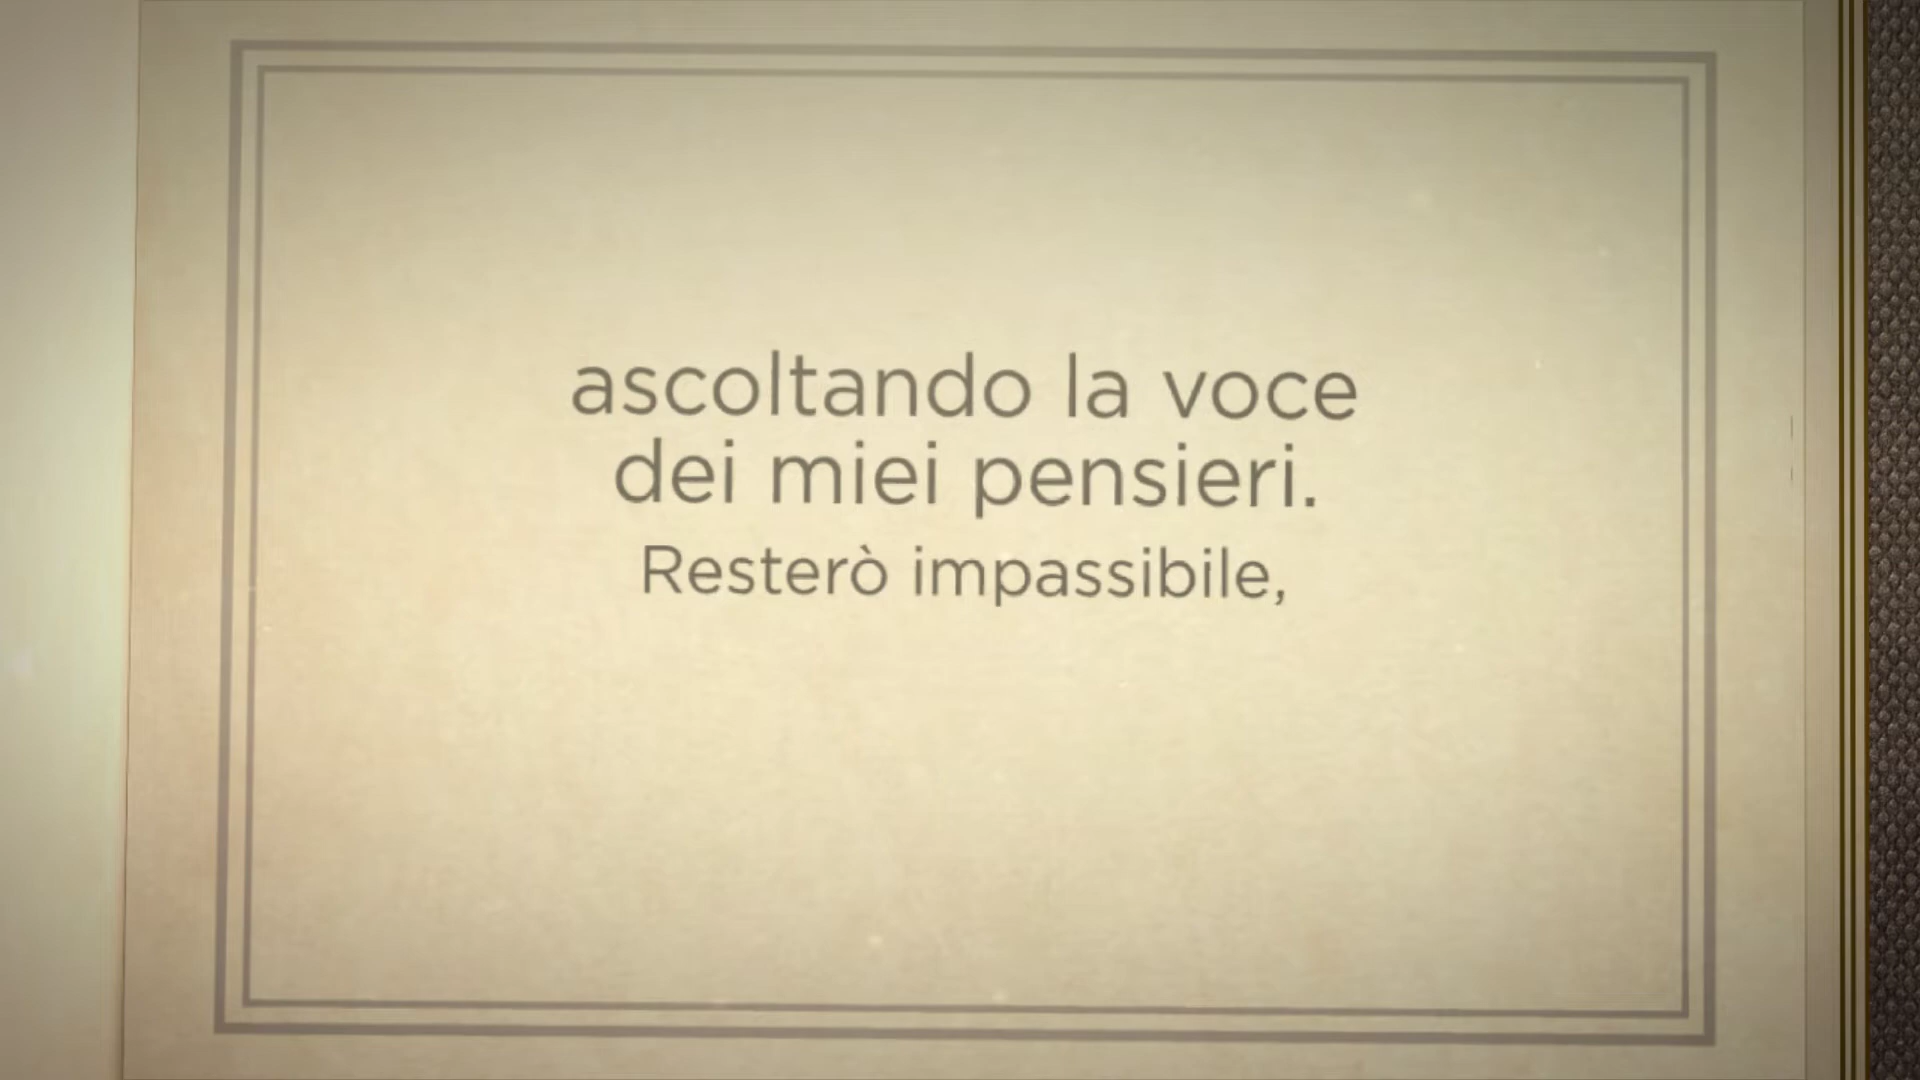 ascoltando la voce
dei miei pensieri.
Resterò impassibile,